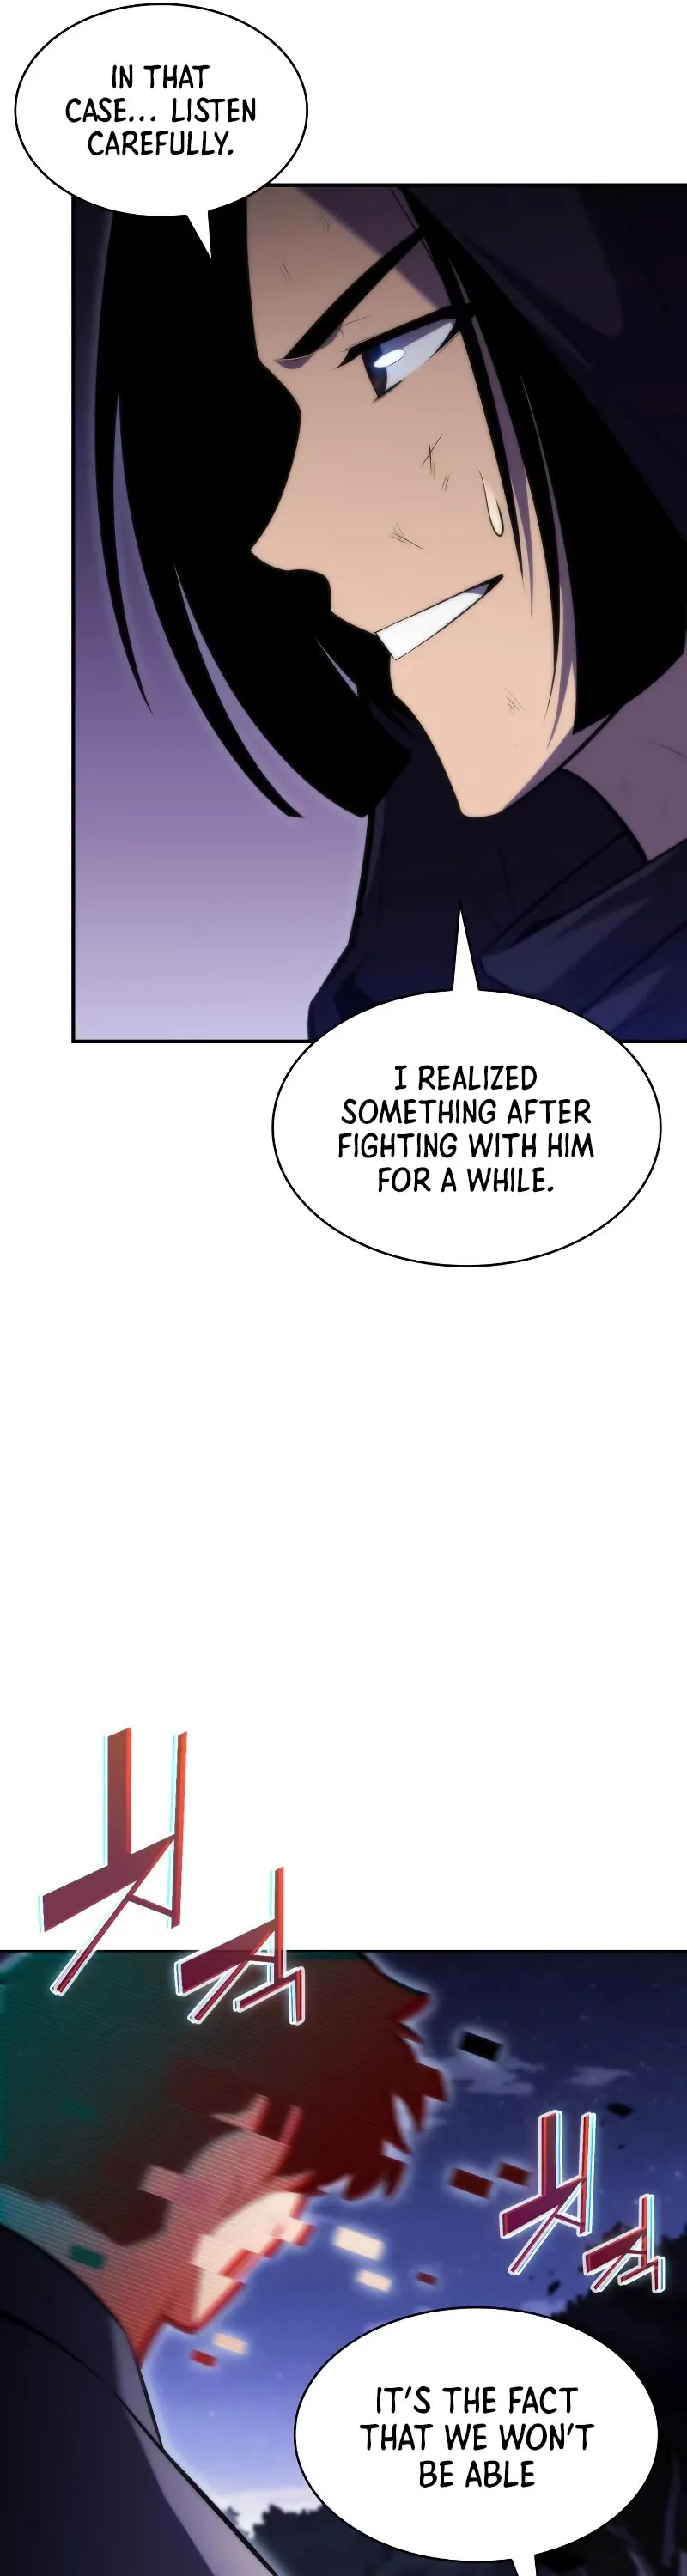 IN THAT
CASE... LISTEN
CAREFULLY.
I REALIZED
SOMETHING AFTER
FIGHTING WITH HIM
FOR A WHILE.
IT'S THE FACT
THAT WE WON'T
BE ABLE